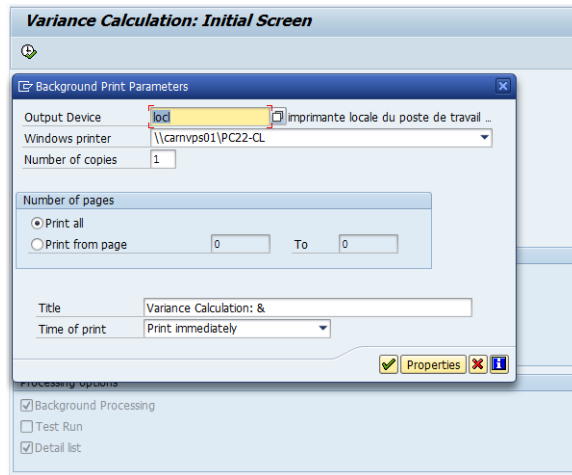 Variance Calculation: Initial Screen
Background Print Parameters
Output Device locl imprimante locale du poste de travail ...
Windows printer \\carnvps01\PC22-CL
Number of copies 1
Number of pages
Print all
Print from page 0 To 0
Title Variance Calculation: &
Time of print Print immediately
Properties
Processing options
Background Processing
Test Run
Detail list